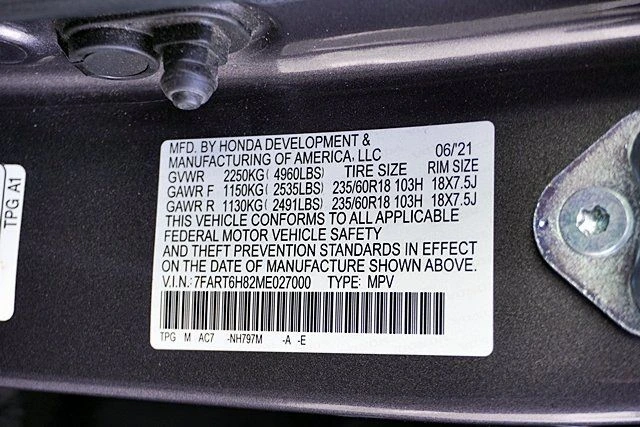 MFD. BY HONDA DEVELOPMENT &
MANUFACTURING OF AMERICA, LLC 06/'21
GVWR 2250KG( 4960LBS) TIRE SIZE RIM SIZE
GAWR F 1150KG( 2535LBS) 235/60R18 103H 18X7.5J
GAWR R 1130KG( 2491LBS) 235/60R18 103H 18X7.5J
THIS VEHICLE CONFORMS TO ALL APPLICABLE
FEDERAL MOTOR VEHICLE SAFETY
AND THEFT PREVENTION STANDARDS IN EFFECT
ON THE DATE OF MANUFACTURE SHOWN ABOVE.
V.I.N.: 7FART6H82ME027000 TYPE: MPV
TPG M AC7 -NH797M -A -E
TPG A1